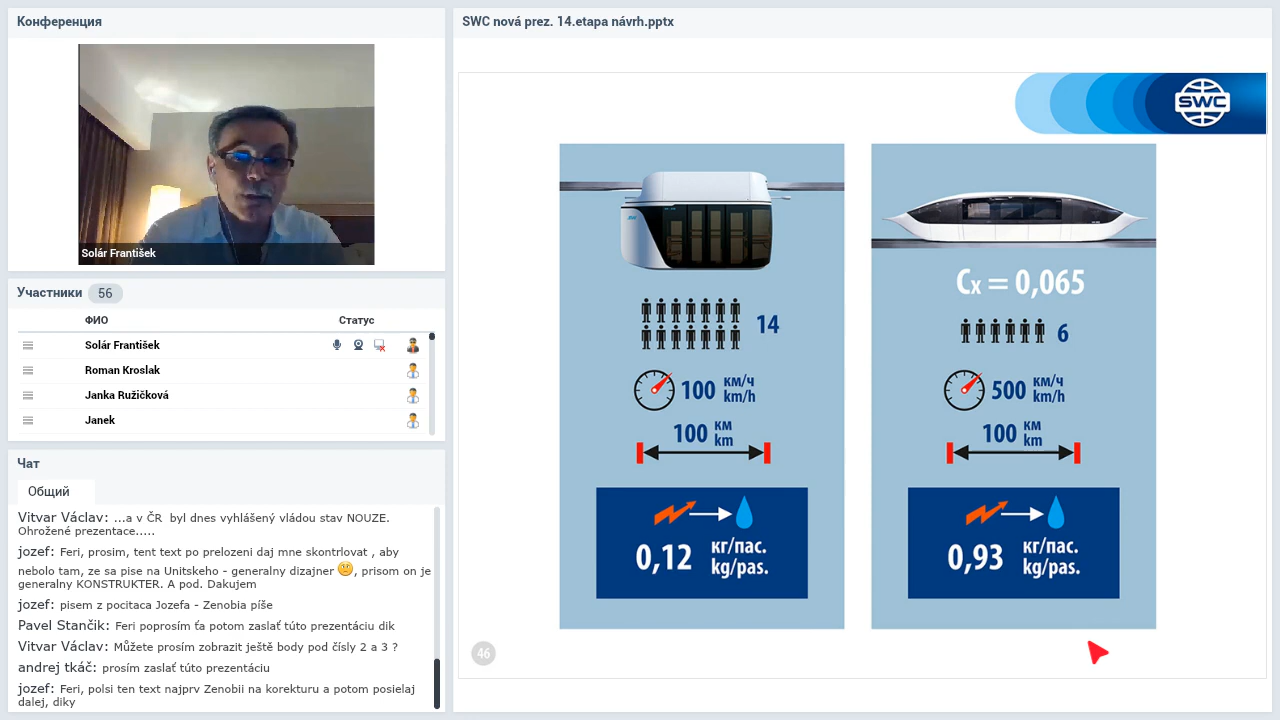 Конференция
Solár František
Участники 56
ФИО Статус
Solár František
Roman Kroslak
Janka Ružičková
Janek
Чат
Общий
Vitvar Václav: ...a v ČR byl dnes vyhlášený vládou stav NOUZE.
Ohrožené prezentace.....
jozef: Feri, prosim, tent text po prelozeni daj mne skontrlovat , aby
nebolo tam, ze sa pise na Unitskeho - generalny dizajner , prisom on je
generalny KONSTRUKTER. A pod. Dakujem
jozef: pisem z pocitaca Jozefa - Zenobia píše
Pavel Stančik: Feri poprosím ťa potom zaslať túto prezentáciu dik
Vitvar Václav: Můžete prosím zobrazit ještě body pod čísly 2 a 3 ?
andrej tkáč: prosím zaslať túto prezentáciu
jozef: Feri, polsi ten text najprv Zenobii na korekturu a potom posielaj
dalej, diky
SWC nová prez. 14.etapa návrh.pptx
SWC
14
100 км/ч
km/h
100 км
km
0,12 кг/пас.
kg/pas.
Cx = 0,065
6
500 км/ч
km/h
100 км
km
0,93 кг/пас.
kg/pas.
46